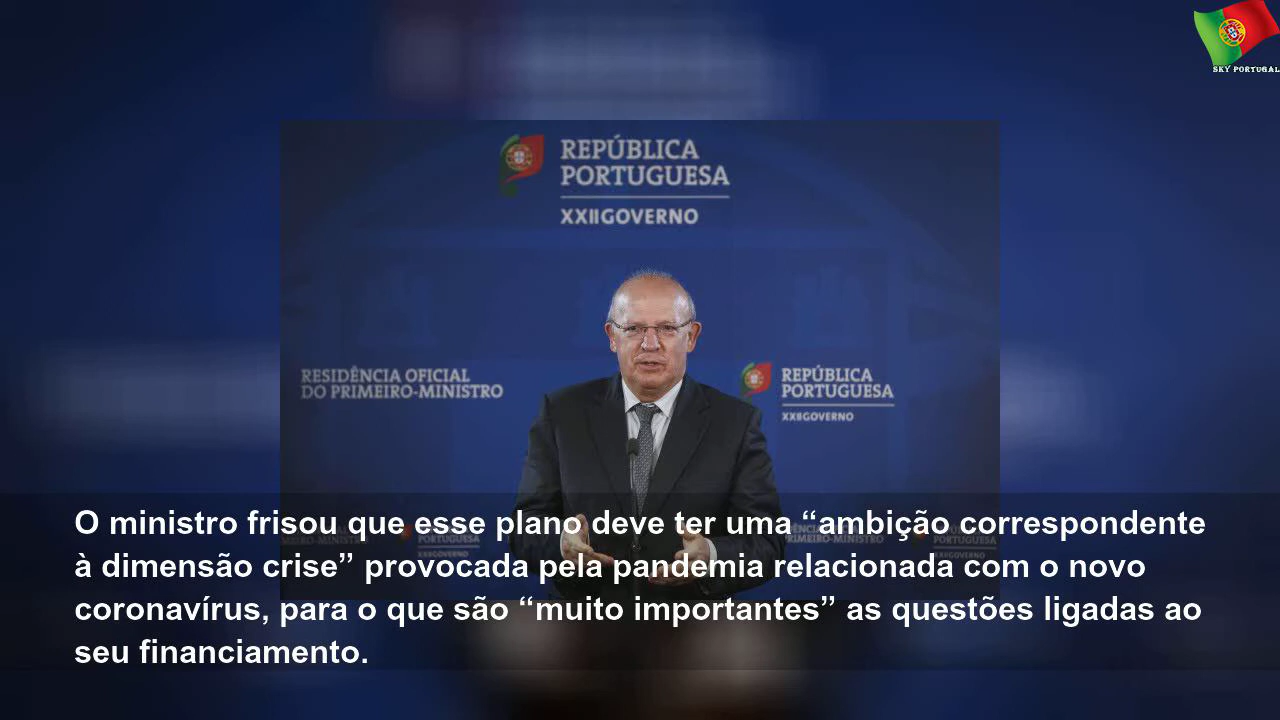 SKY PORTUGAL
REPÚBLICA
PORTUGUESA
XXIIGOVERNO
RESIDÊNCIA OFICIAL
DO PRIMEIRO-MINISTRO
REPÚBLICA
PORTUGUESA
XXIIGOVERNO
O ministro frisou que esse plano deve ter uma “ambição correspondente
à dimensão crise” provocada pela pandemia relacionada com o novo
coronavírus, para o que são “muito importantes” as questões ligadas ao
seu financiamento.